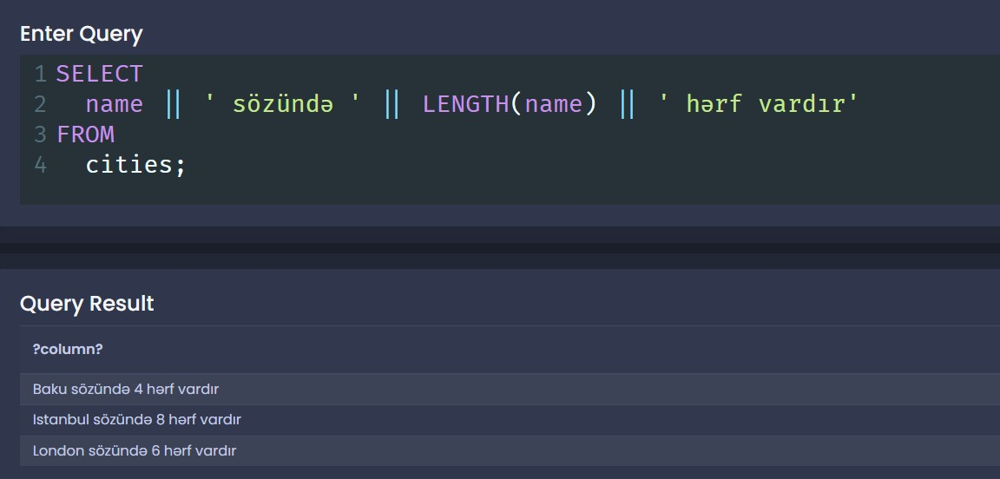 Enter Query
1 SELECT
2   name || ' sözündə ' || LENGTH(name) || ' hərf vardır'
3 FROM
4   cities;
Query Result
?column?
Baku sözündə 4 hərf vardır
Istanbul sözündə 8 hərf vardır
London sözündə 6 hərf vardır